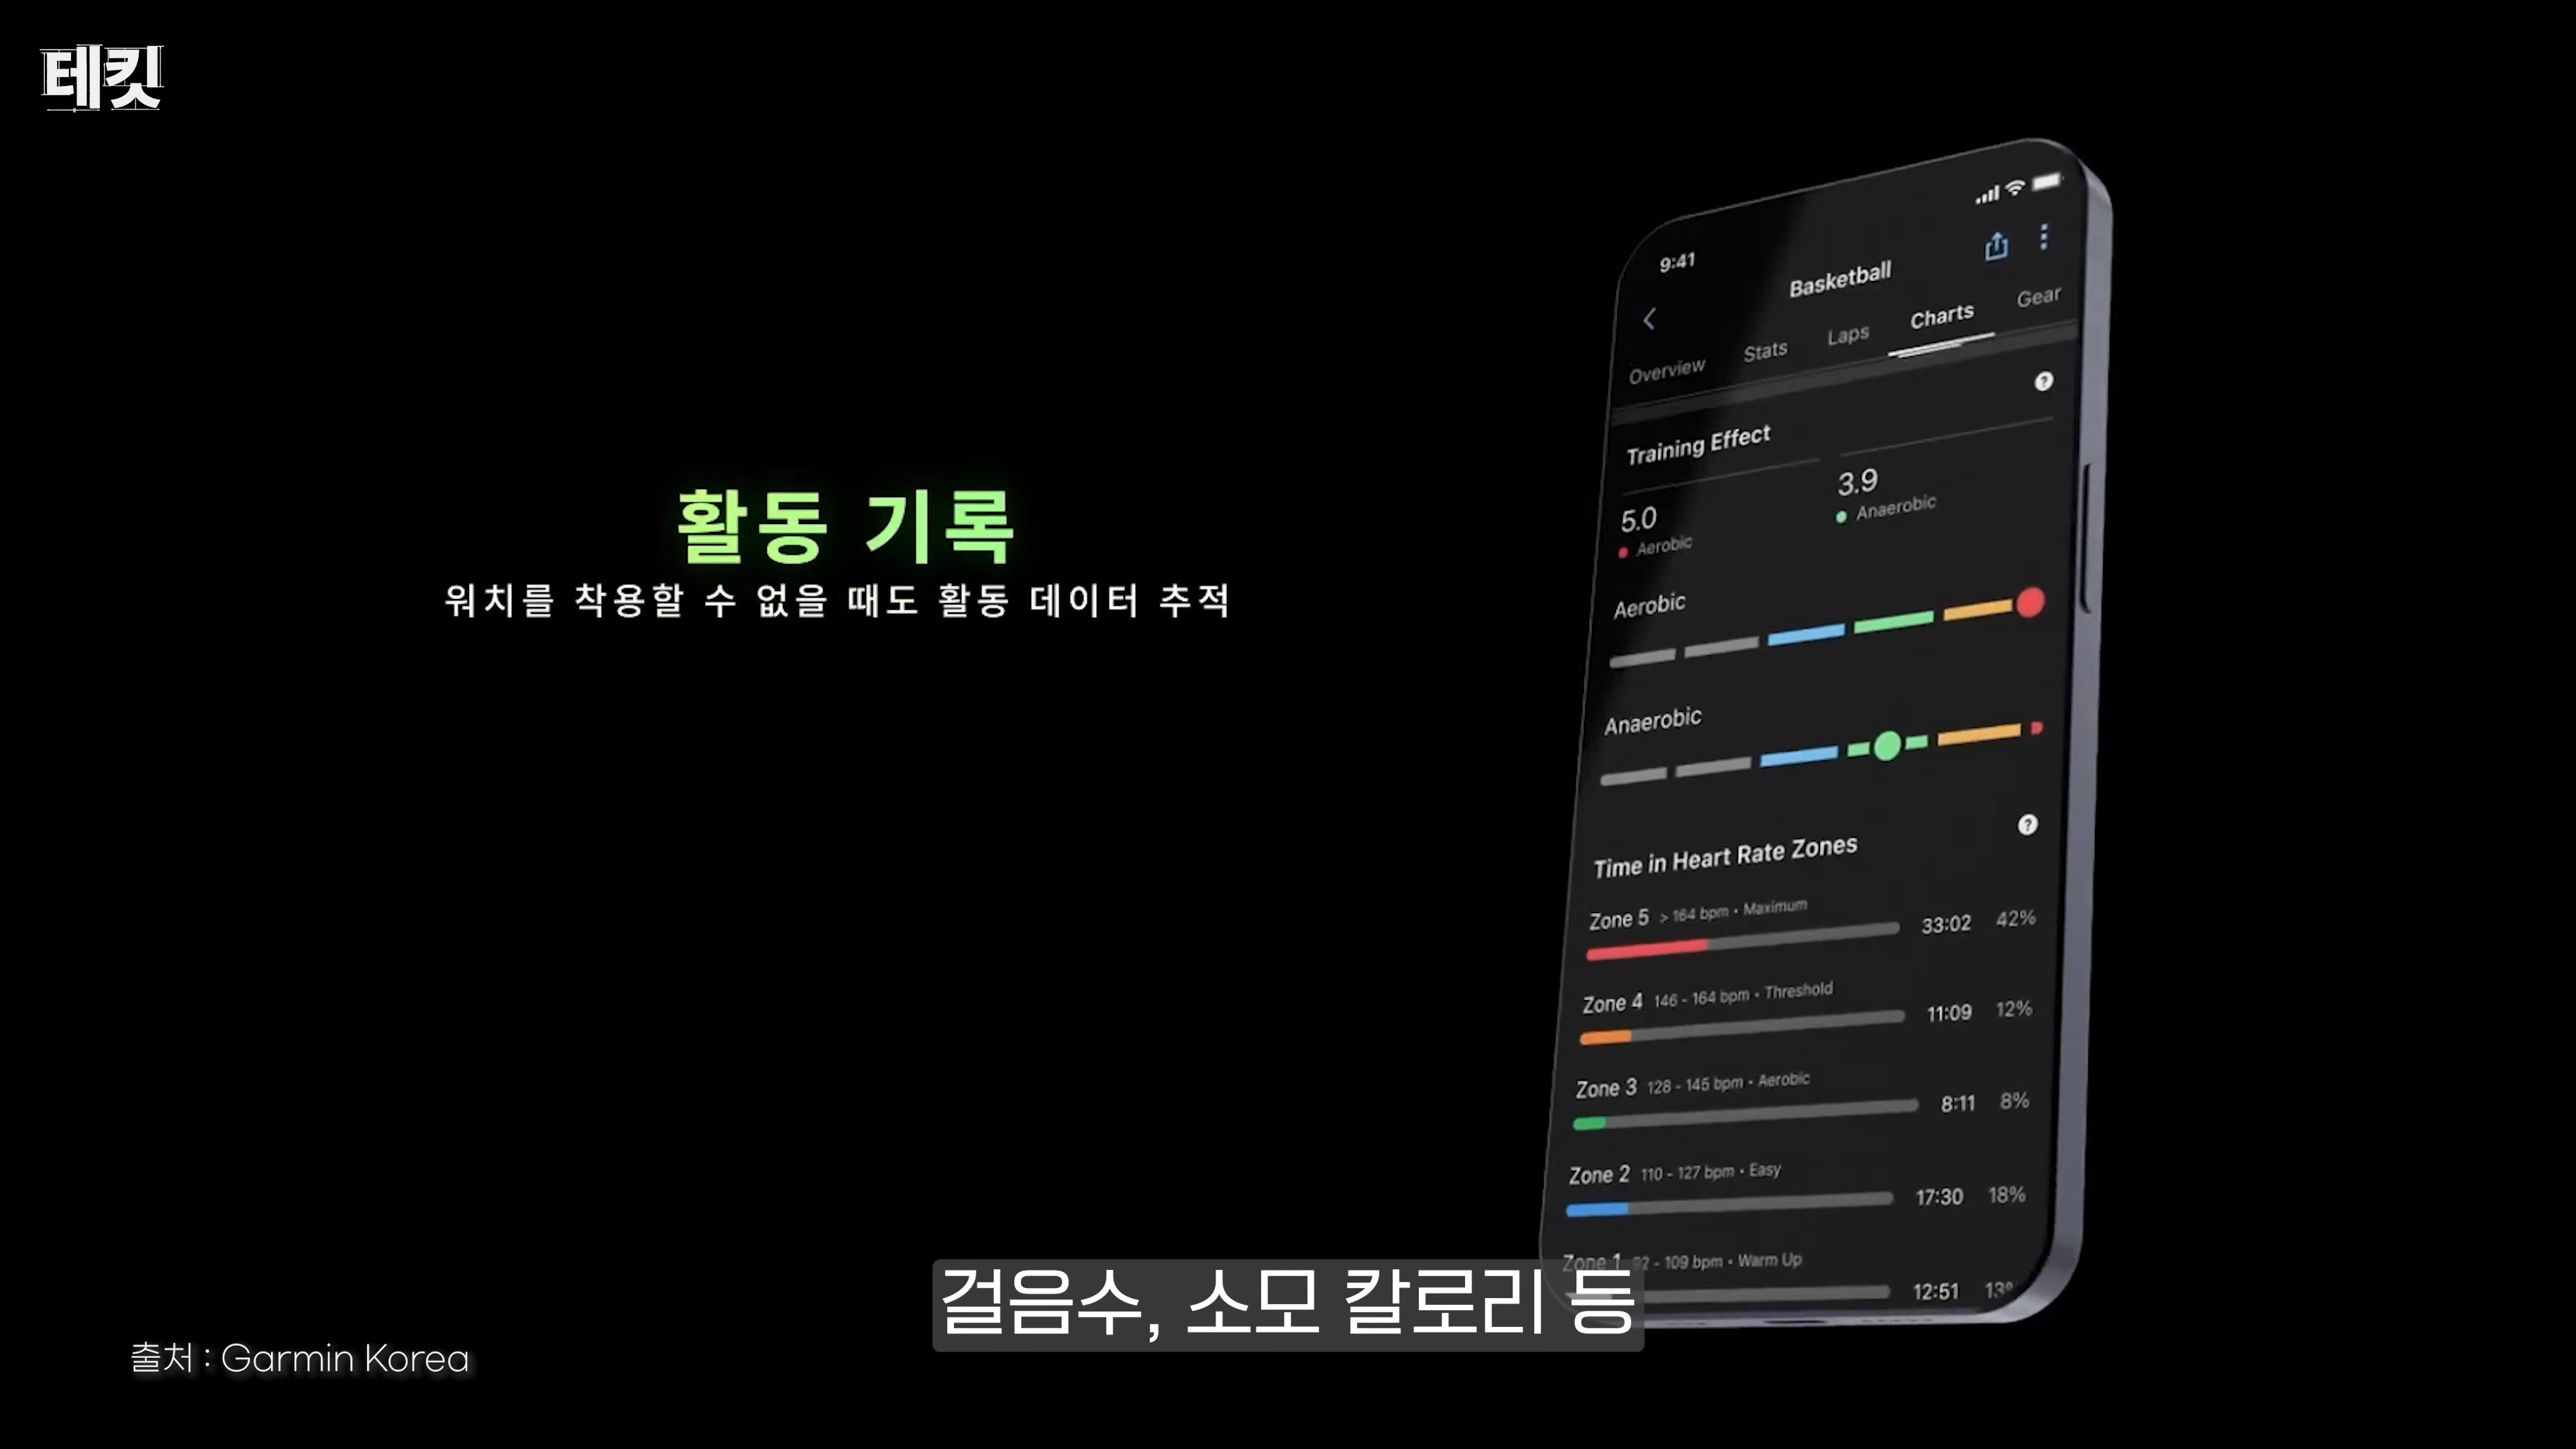 테킷
활동 기록
워치를 착용할 수 없을 때도 활동 데이터 추적
9:41
Basketball
Overview Stats Laps Charts Gear
Training Effect
5.0
Aerobic
3.9
Anaerobic
Aerobic
Anaerobic
Time in Heart Rate Zones
Zone 5 > 164 bpm • Maximum
33:02 42%
Zone 4 146 - 164 bpm • Threshold
11:09 12%
Zone 3 128 - 145 bpm • Aerobic
8:11 8%
Zone 2 110 - 127 bpm • Easy
17:30 18%
Zone 1 92 - 109 bpm • Warm Up
12:51 13%
걸음수, 소모 칼로리 등
출처 : Garmin Korea